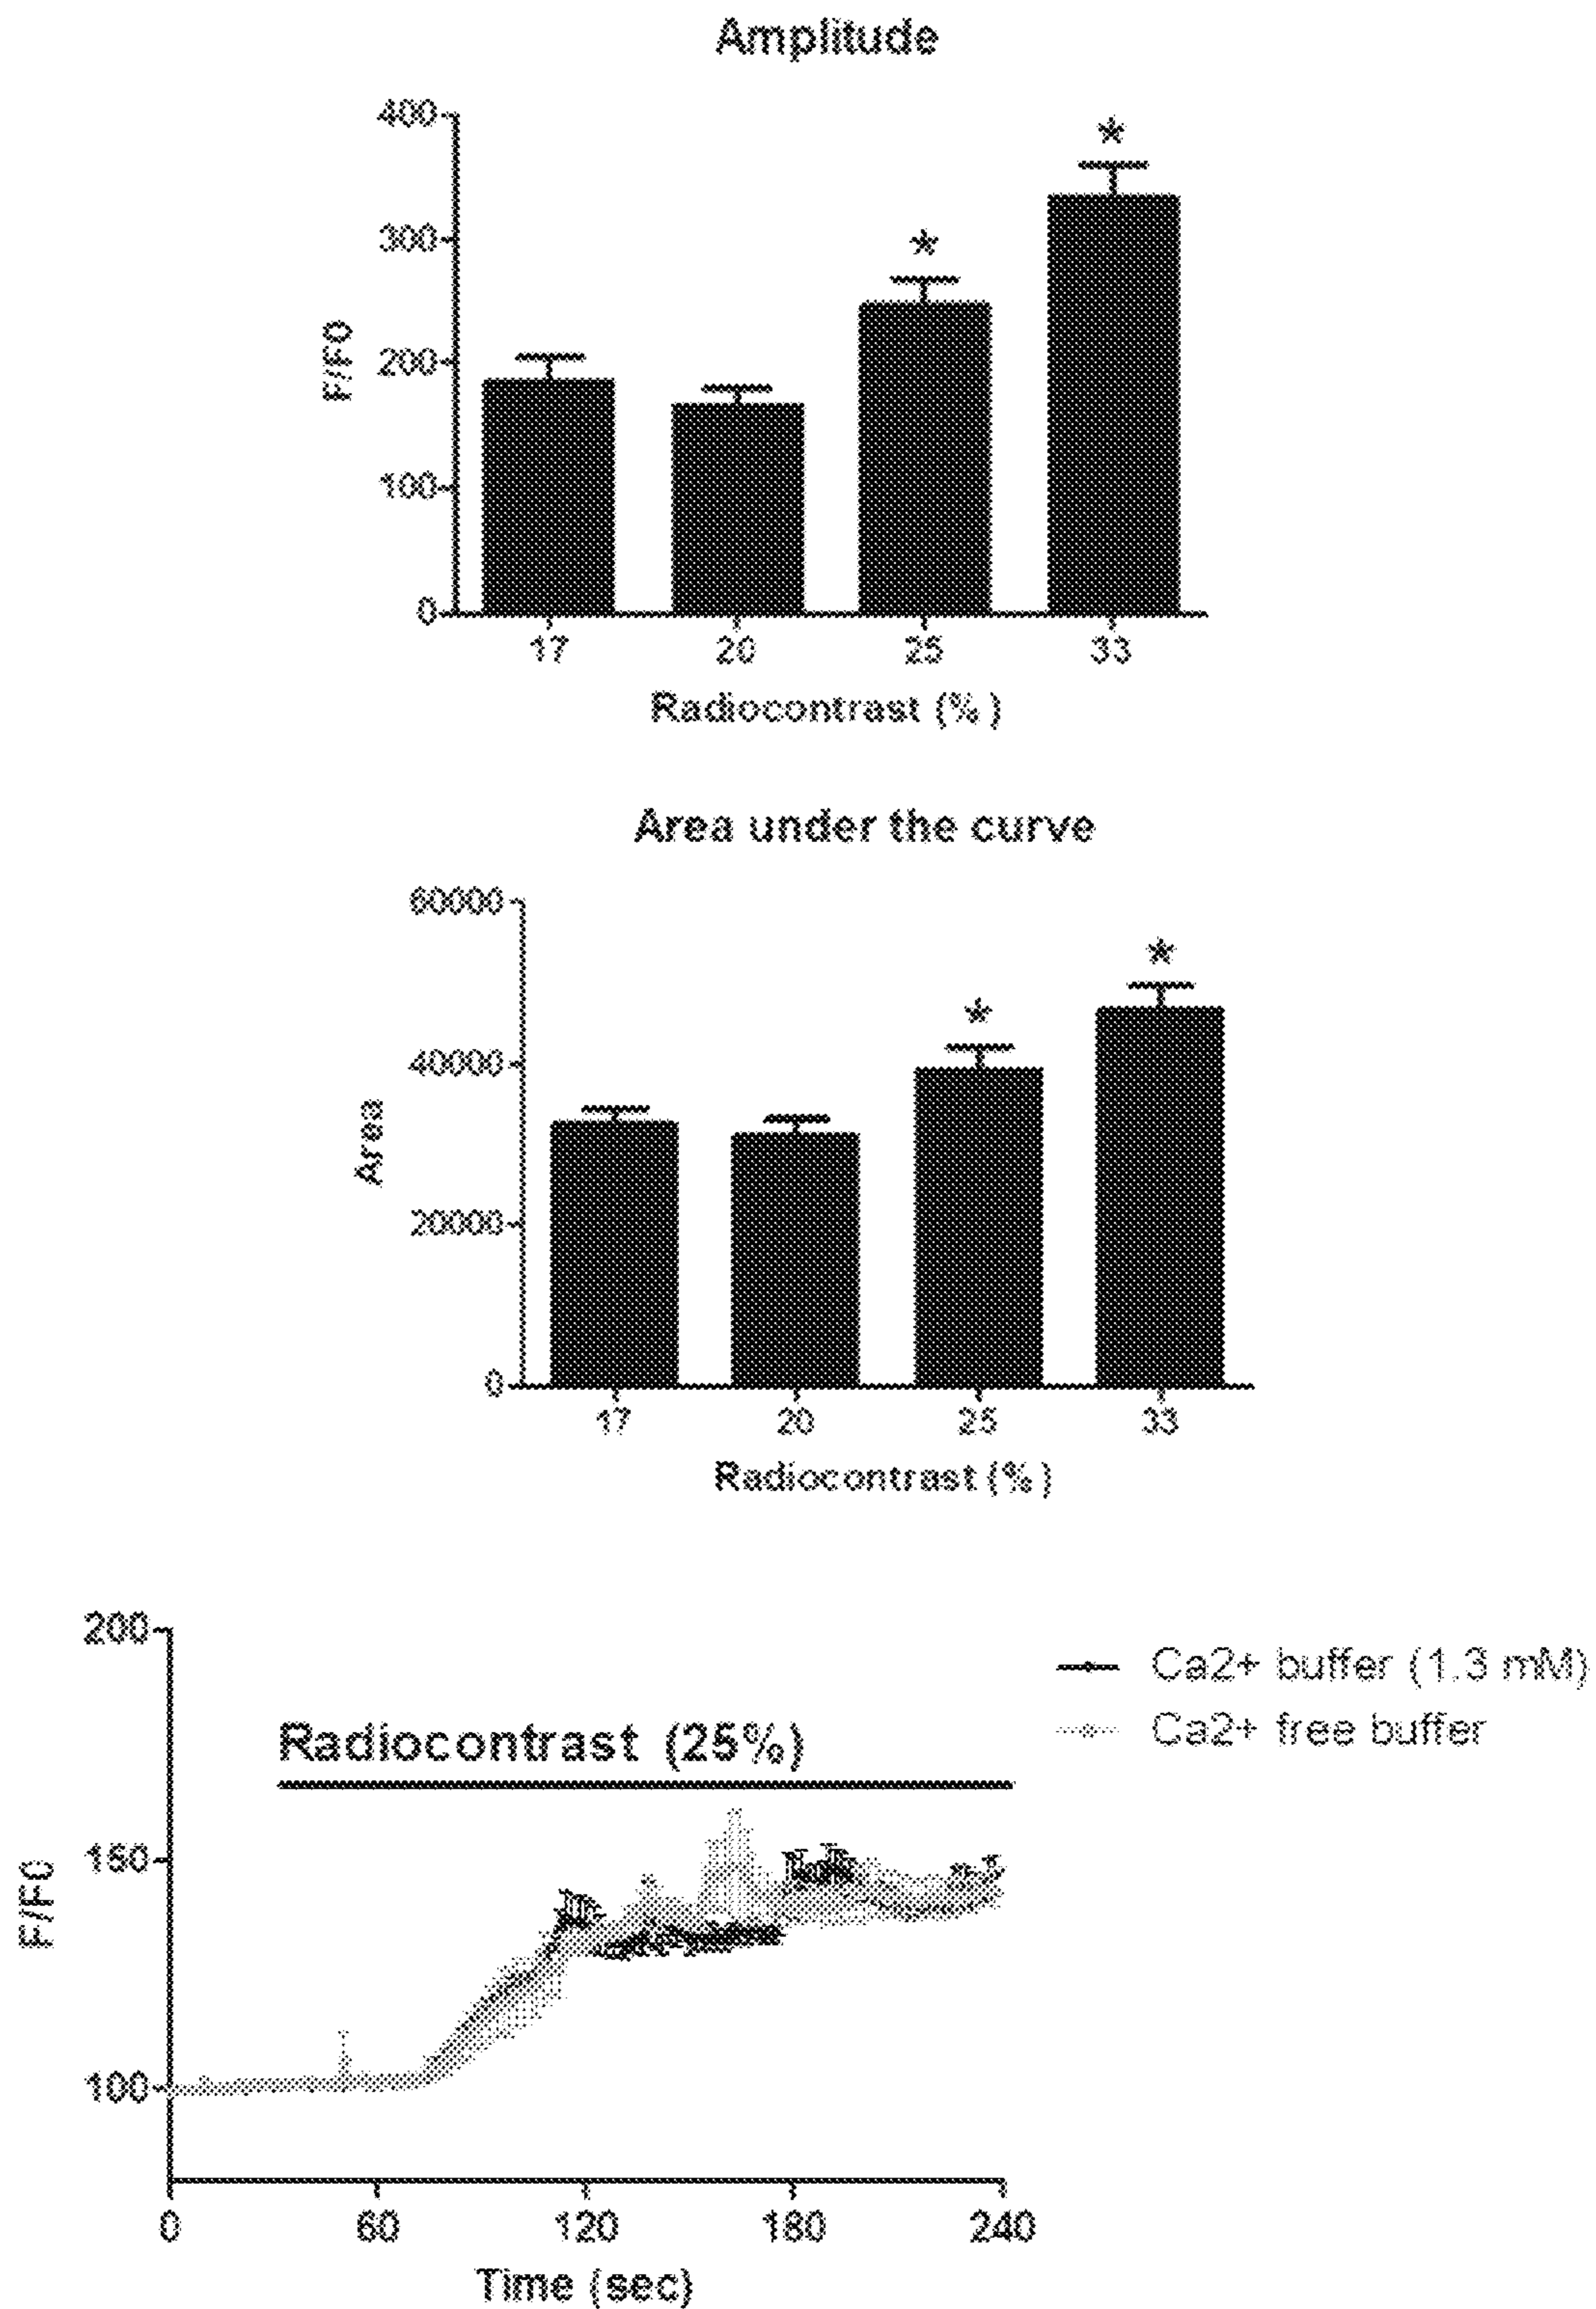 Amplitude
400
300
200
100
0
F/F0
*
*
17 20 25 33
Radiocontrast (%)
Area under the curve
60000
40000
20000
0
Area
*
*
17 20 25 33
Radiocontrast (%)
200
150
100
F/F0
Radiocontrast (25%)
Ca2+ buffer (1.3 mM)
Ca2+ free buffer
0 60 120 180 240
Time (sec)